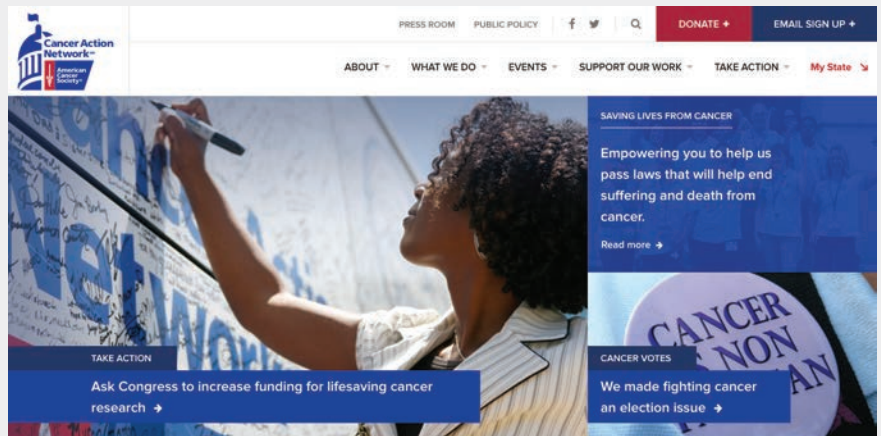 PRESS ROOM PUBLIC POLICY
DONATE +
EMAIL SIGN UP +
Cancer Action
Network℠
American
Cancer
Society®
ABOUT
WHAT WE DO
EVENTS
SUPPORT OUR WORK
TAKE ACTION
My State
SAVING LIVES FROM CANCER
Empowering you to help us
pass laws that will help end
suffering and death from
cancer.
Read more →
TAKE ACTION
Ask Congress to increase funding for lifesaving cancer
research →
CANCER
NON
AN
CANCER VOTES
We made fighting cancer
an election issue →